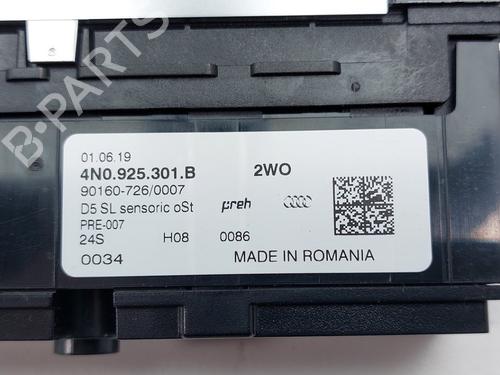 B-PARTS
01.06.19
4N0.925.301.B 2WO
90160-726/0007
D5 SL sensoric oSt preh
PRE-007
24S H08 0086
0034 MADE IN ROMANIA